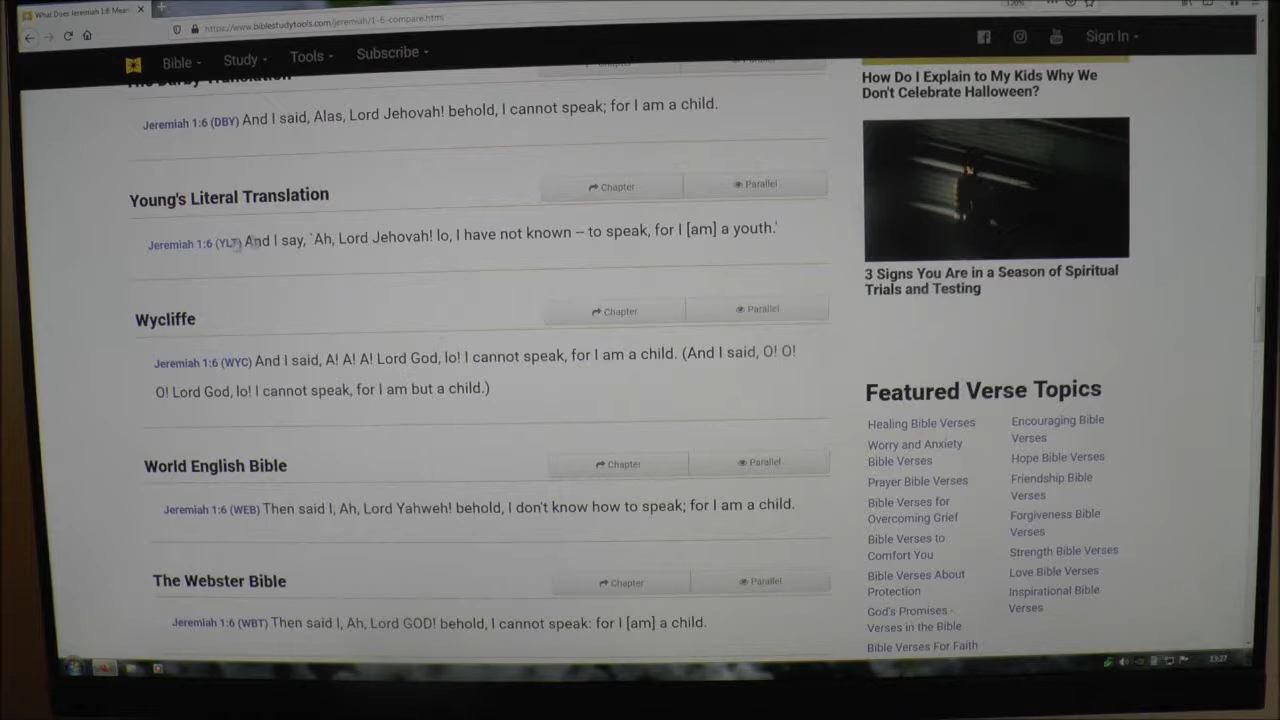 What Does Jeremiah 1:6 Mean
https://www.biblestudytools.com/jeremiah/1-6-compare.html
120%
Bible Study Tools Subscribe
Sign In
The Darby Translation
Chapter Parallel
Jeremiah 1:6 (DBY) And I said, Alas, Lord Jehovah! behold, I cannot speak; for I am a child.
Young's Literal Translation
Chapter Parallel
Jeremiah 1:6 (YLT) And I say, `Ah, Lord Jehovah! lo, I have not known -- to speak, for I [am] a youth.'
Wycliffe
Chapter Parallel
Jeremiah 1:6 (WYC) And I said, A! A! A! Lord God, lo! I cannot speak, for I am a child. (And I said, O! O!
O! Lord God, lo! I cannot speak, for I am but a child.)
World English Bible
Chapter Parallel
Jeremiah 1:6 (WEB) Then said I, Ah, Lord Yahweh! behold, I don't know how to speak; for I am a child.
The Webster Bible
Chapter Parallel
Jeremiah 1:6 (WBT) Then said I, Ah, Lord GOD! behold, I cannot speak: for I [am] a child.
How Do I Explain to My Kids Why We
Don't Celebrate Halloween?
3 Signs You Are in a Season of Spiritual
Trials and Testing
Featured Verse Topics
Healing Bible Verses
Worry and Anxiety
Bible Verses
Prayer Bible Verses
Bible Verses for
Overcoming Grief
Bible Verses to
Comfort You
Bible Verses About
Protection
God's Promises -
Verses in the Bible
Bible Verses For Faith
Encouraging Bible
Verses
Hope Bible Verses
Friendship Bible
Verses
Forgiveness Bible
Verses
Strength Bible Verses
Love Bible Verses
Inspirational Bible
Verses
13:27